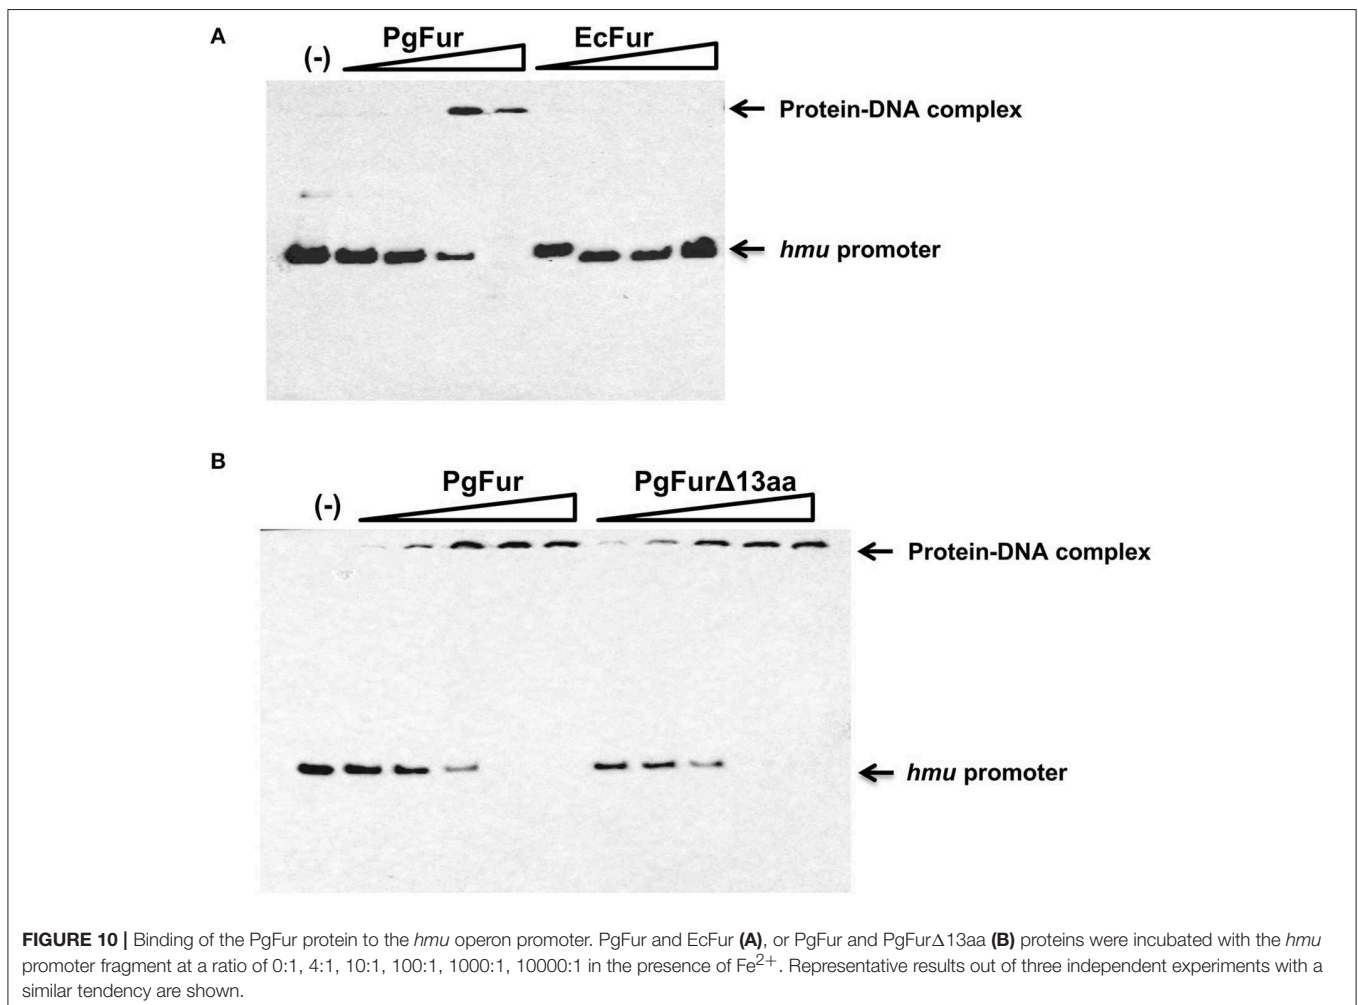 A
(-)
PgFur
EcFur
Protein-DNA complex
hmu promoter
B
(-)
PgFur
PgFurΔ13aa
Protein-DNA complex
hmu promoter
FIGURE 10 | Binding of the PgFur protein to the hmu operon promoter. PgFur and EcFur (A), or PgFur and PgFurΔ13aa (B) proteins were incubated with the hmu
promoter fragment at a ratio of 0:1, 4:1, 10:1, 100:1, 1000:1, 10000:1 in the presence of Fe2+. Representative results out of three independent experiments with a
similar tendency are shown.